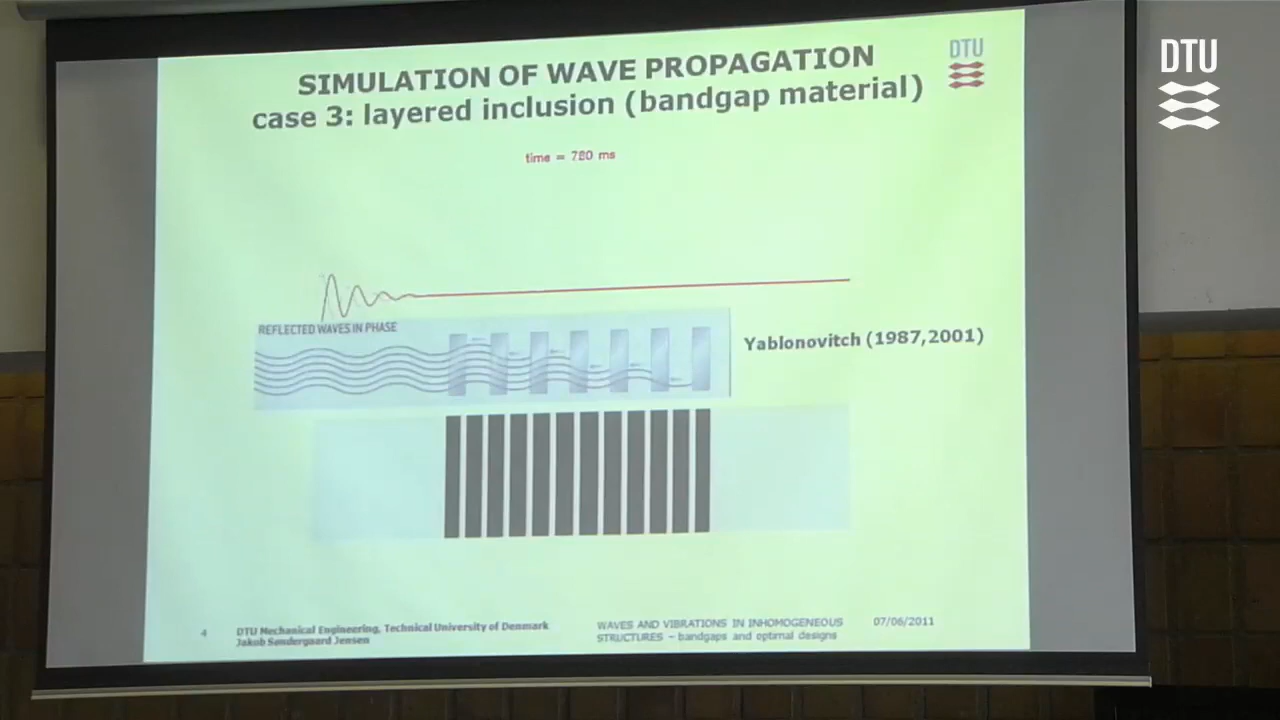 SIMULATION OF WAVE PROPAGATION
case 3: layered inclusion (bandgap material)
DTU
DTU
time = 780 ms
REFLECTED WAVES IN PHASE
Yablonovitch (1987,2001)
4
DTU Mechanical Engineering, Technical University of Denmark
Jakob Søndergaard Jensen
WAVES AND VIBRATIONS IN INHOMOGENEOUS
STRUCTURES – bandgaps and optimal designs
07/06/2011